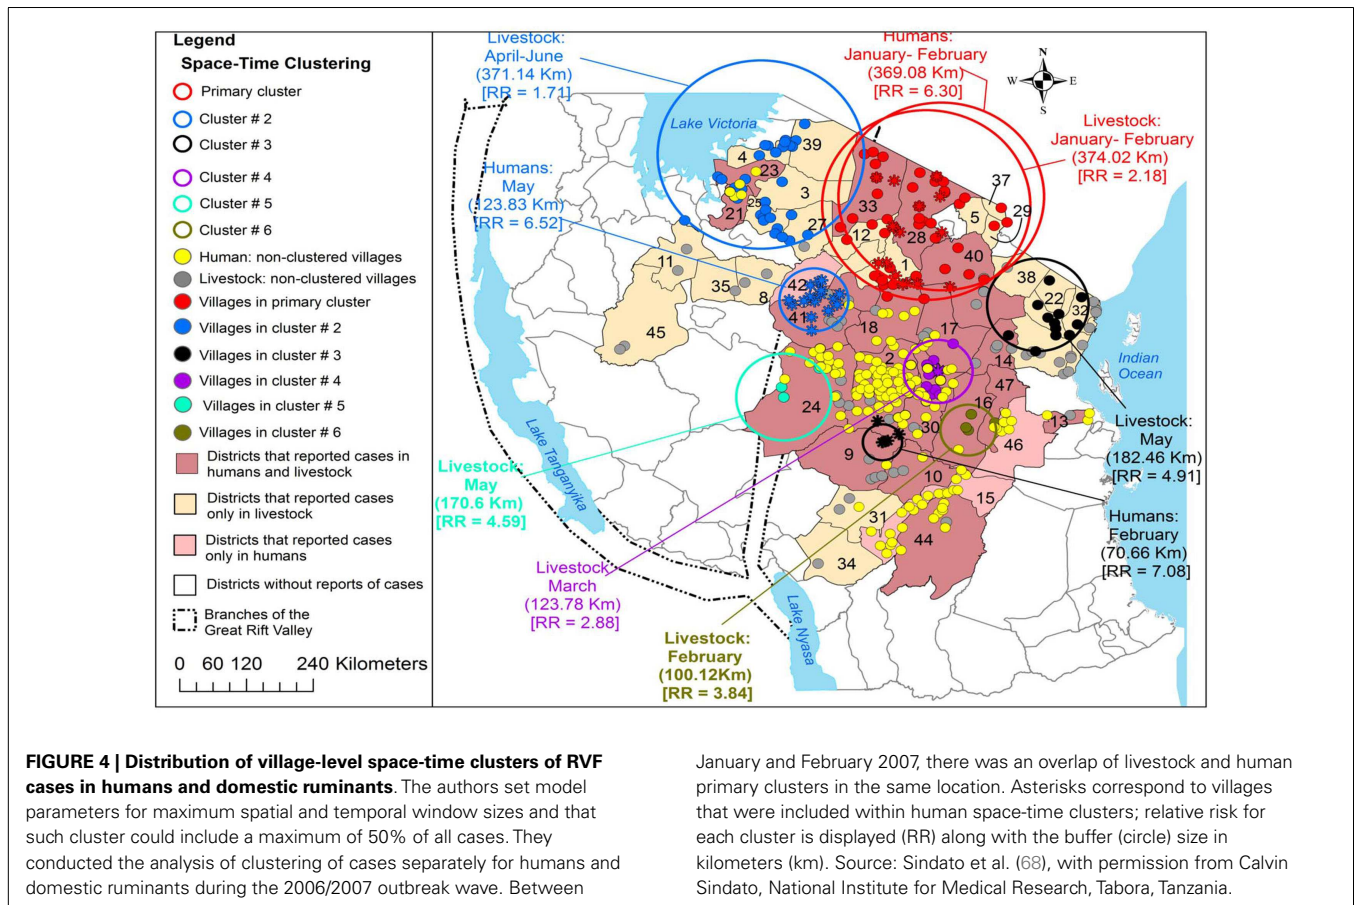 Legend
Space-Time Clustering
Primary cluster
Cluster # 2
Cluster # 3
Cluster # 4
Cluster # 5
Cluster # 6
Human: non-clustered villages
Livestock: non-clustered villages
Villages in primary cluster
Villages in cluster # 2
Villages in cluster # 3
Villages in cluster # 4
Villages in cluster # 5
Villages in cluster # 6
Districts that reported cases in
humans and livestock
Districts that reported cases
only in livestock
Districts that reported cases
only in humans
Districts without reports of cases
Branches of the
Great Rift Valley
0 60 120 240 Kilometers
Livestock:
April-June
(371.14 Km)
[RR = 1.71]
Humans:
January- February
(369.08 Km)
[RR = 6.30]
N
W E
S
Livestock:
January- February
(374.02 Km)
[RR = 2.18]
Humans:
May
(123.83 Km)
[RR = 6.52]
Lake Victoria
39
4
23
3
25
21
27
33
12
28
1
37
5
29
40
38
22
32
11
35
8
42
41
45
18
17
2
14
47
24
16
30
13
46
9
10
15
31
44
34
Indian
Ocean
Lake Tanganyika
Lake Nyasa
Livestock:
May
(182.46 Km)
[RR = 4.91]
Humans:
February
(70.66 Km)
[RR = 7.08]
Livestock:
May
(170.6 Km)
[RR = 4.59]
Livestock:
March
(123.78 Km)
[RR = 2.88]
Livestock:
February
(100.12Km)
[RR = 3.84]
FIGURE 4 | Distribution of village-level space-time clusters of RVF
cases in humans and domestic ruminants. The authors set model
parameters for maximum spatial and temporal window sizes and that
such cluster could include a maximum of 50% of all cases. They
conducted the analysis of clustering of cases separately for humans and
domestic ruminants during the 2006/2007 outbreak wave. Between
January and February 2007, there was an overlap of livestock and human
primary clusters in the same location. Asterisks correspond to villages
that were included within human space-time clusters; relative risk for
each cluster is displayed (RR) along with the buffer (circle) size in
kilometers (km). Source: Sindato et al. (68), with permission from Calvin
Sindato, National Institute for Medical Research, Tabora, Tanzania.